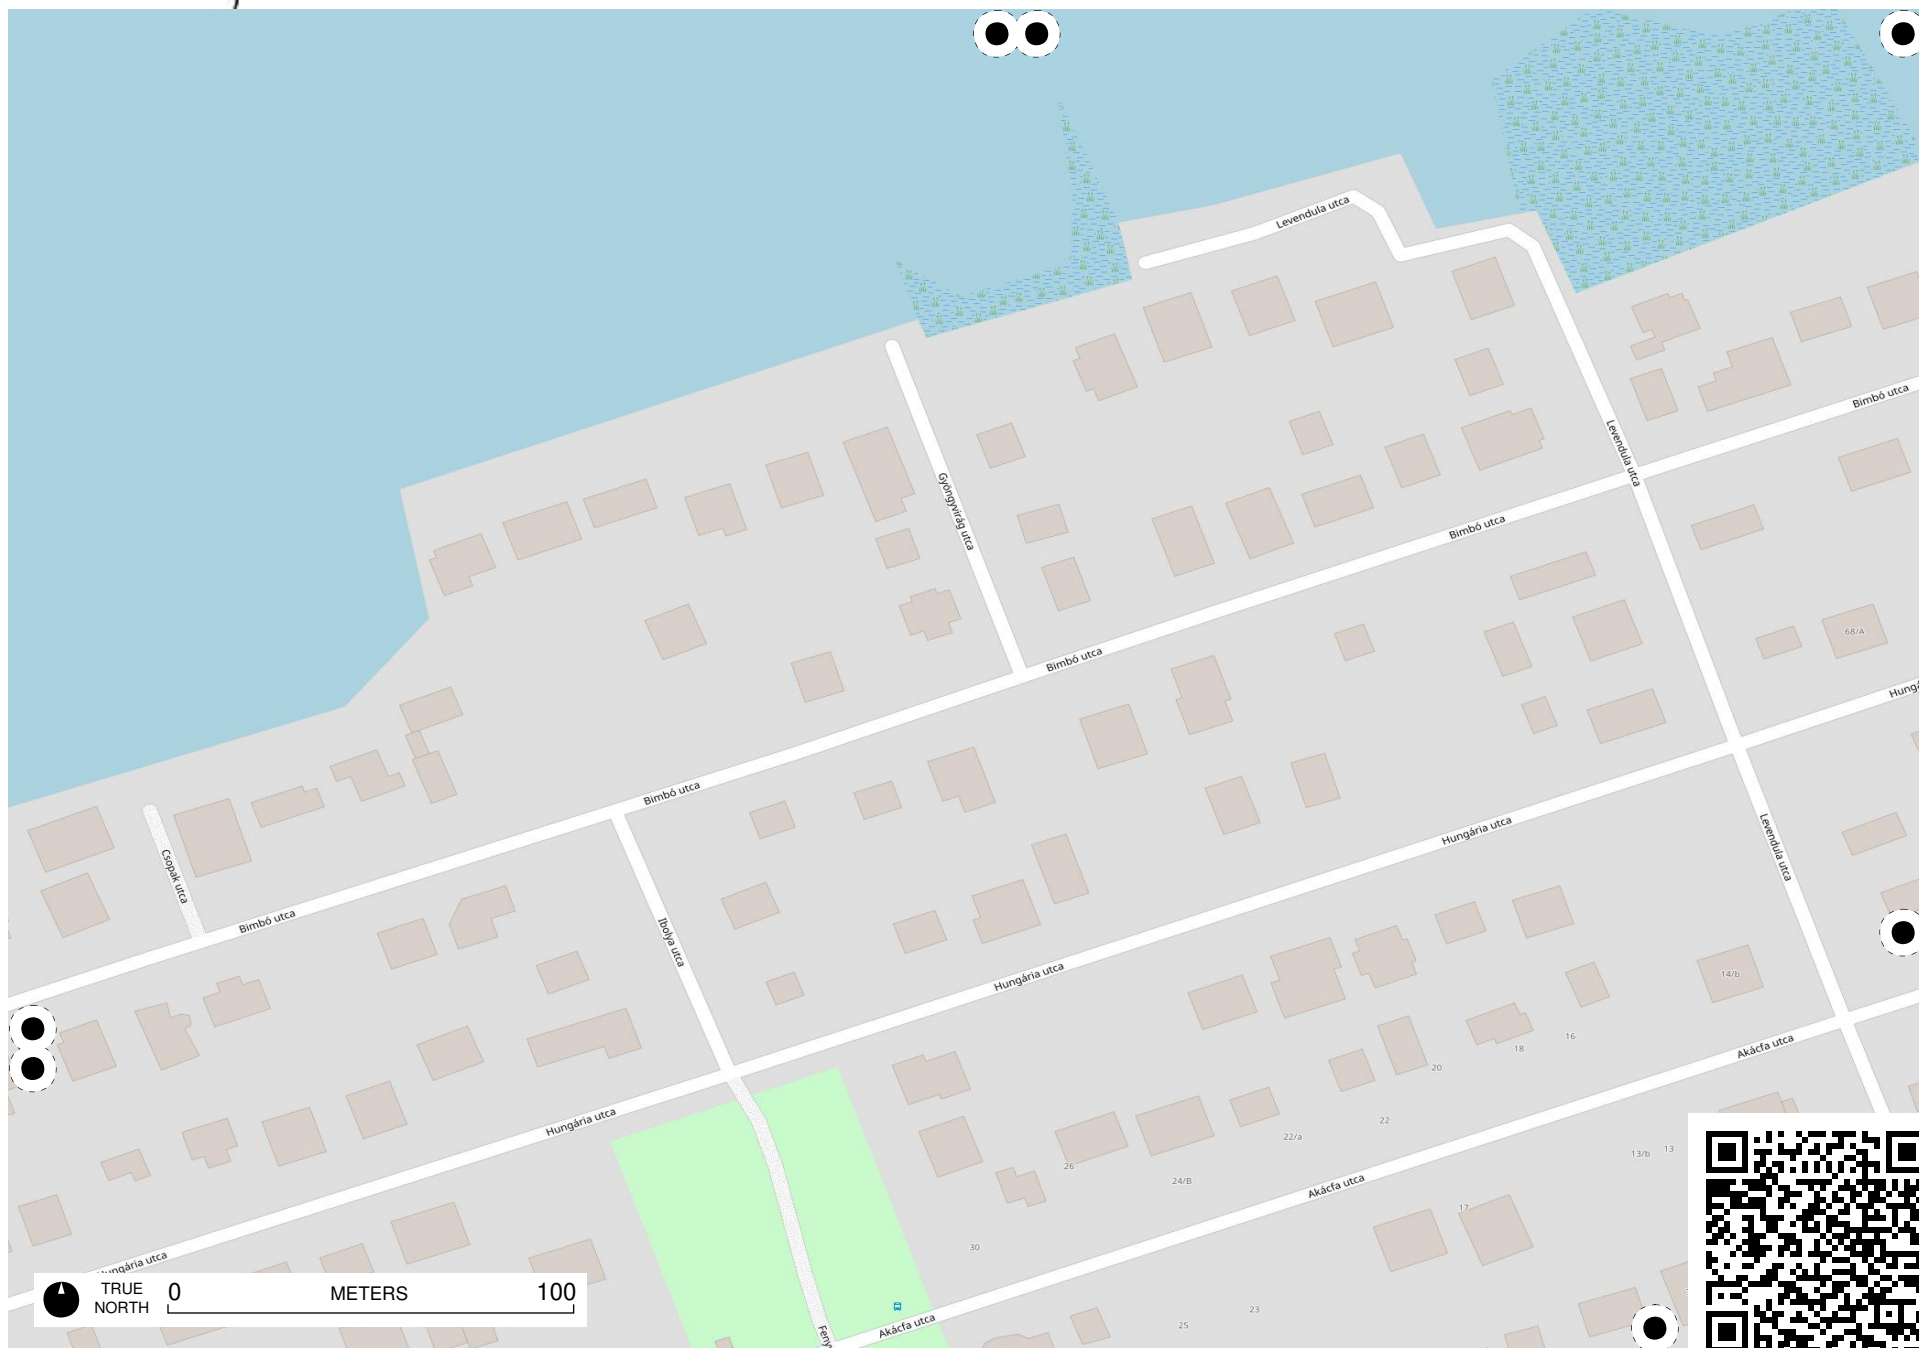 Levendula utca
Bimbó utca
Levendula utca
Gyöngyvirág utca
Bimbó utca
68/A
Bimbó utca
Bimbó utca
Hungária utca
Levendula utca
Csopak utca
Bimbó utca
Ibolya utca
Hungária utca
14/b
16
18
Akácfa utca
20
22
Hungária utca
22/a
13/b
13
26
24/B
Akácfa utca
17
30
TRUE
NORTH
0
METERS
100
23
25
Akácfa utca